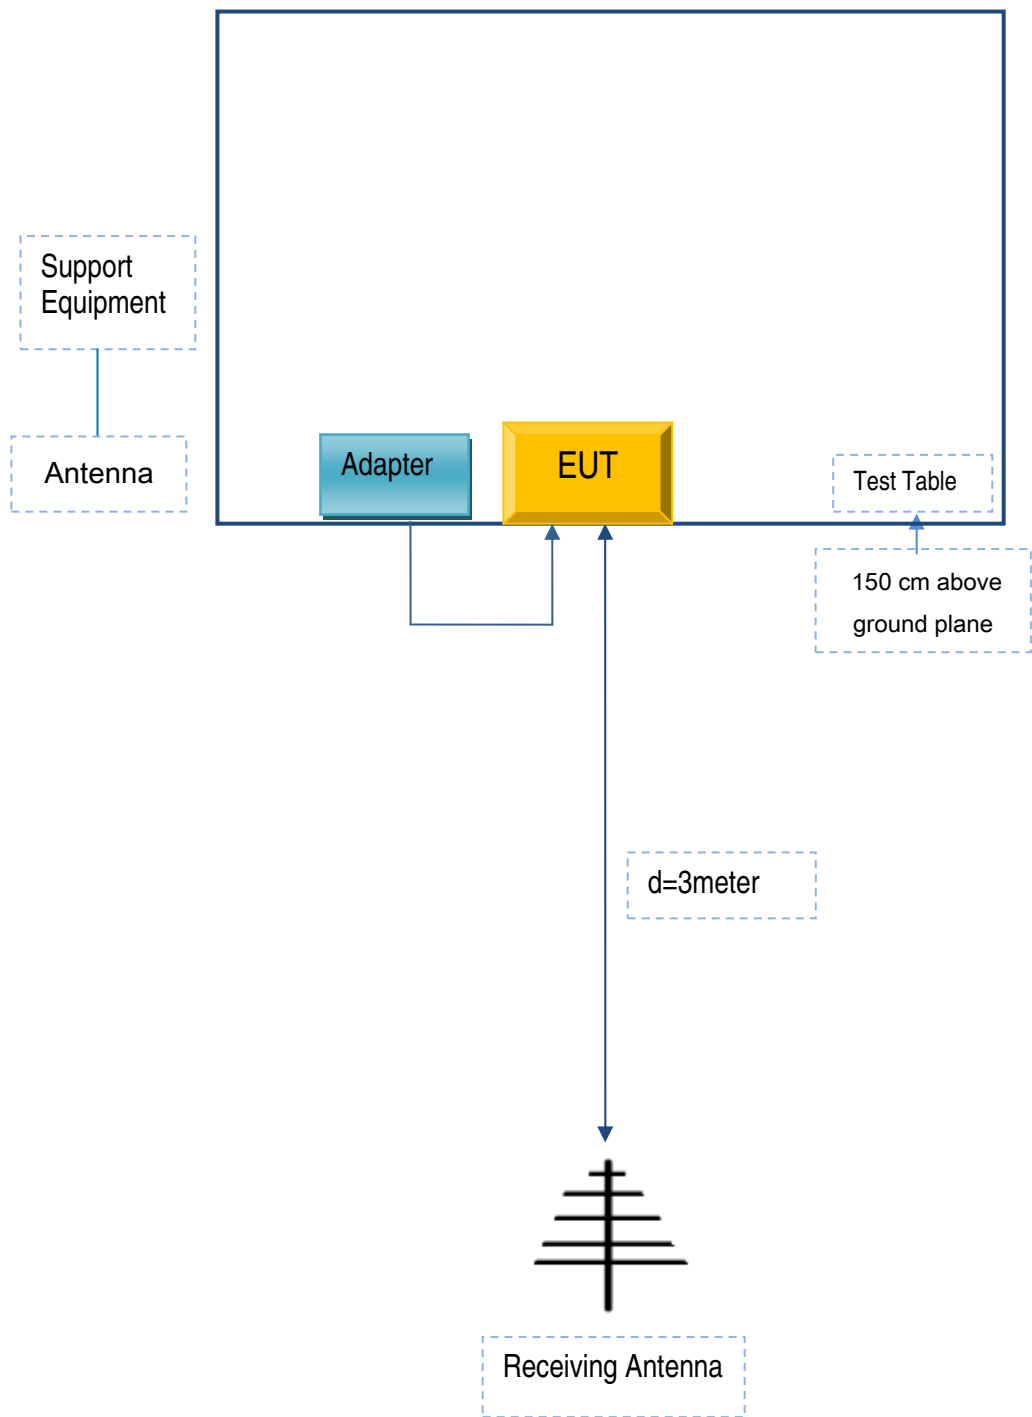 Support
Equipment
Antenna
Adapter
EUT
Test Table
150 cm above
ground plane
d=3meter
Receiving Antenna